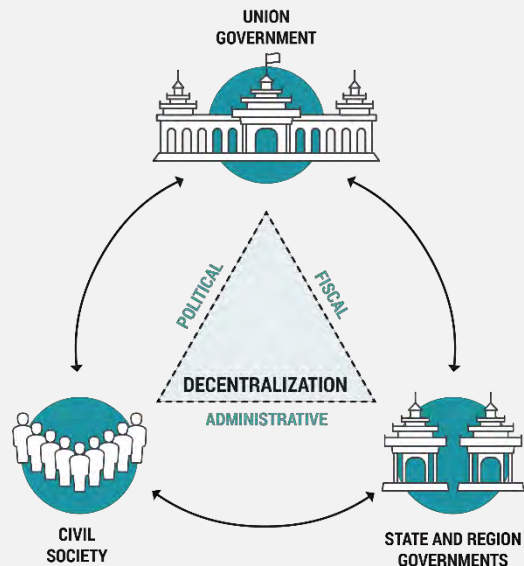 UNION
GOVERNMENT
POLITICAL
FISCAL
DECENTRALIZATION
ADMINISTRATIVE
CIVIL
SOCIETY
STATE AND REGION
GOVERNMENTS